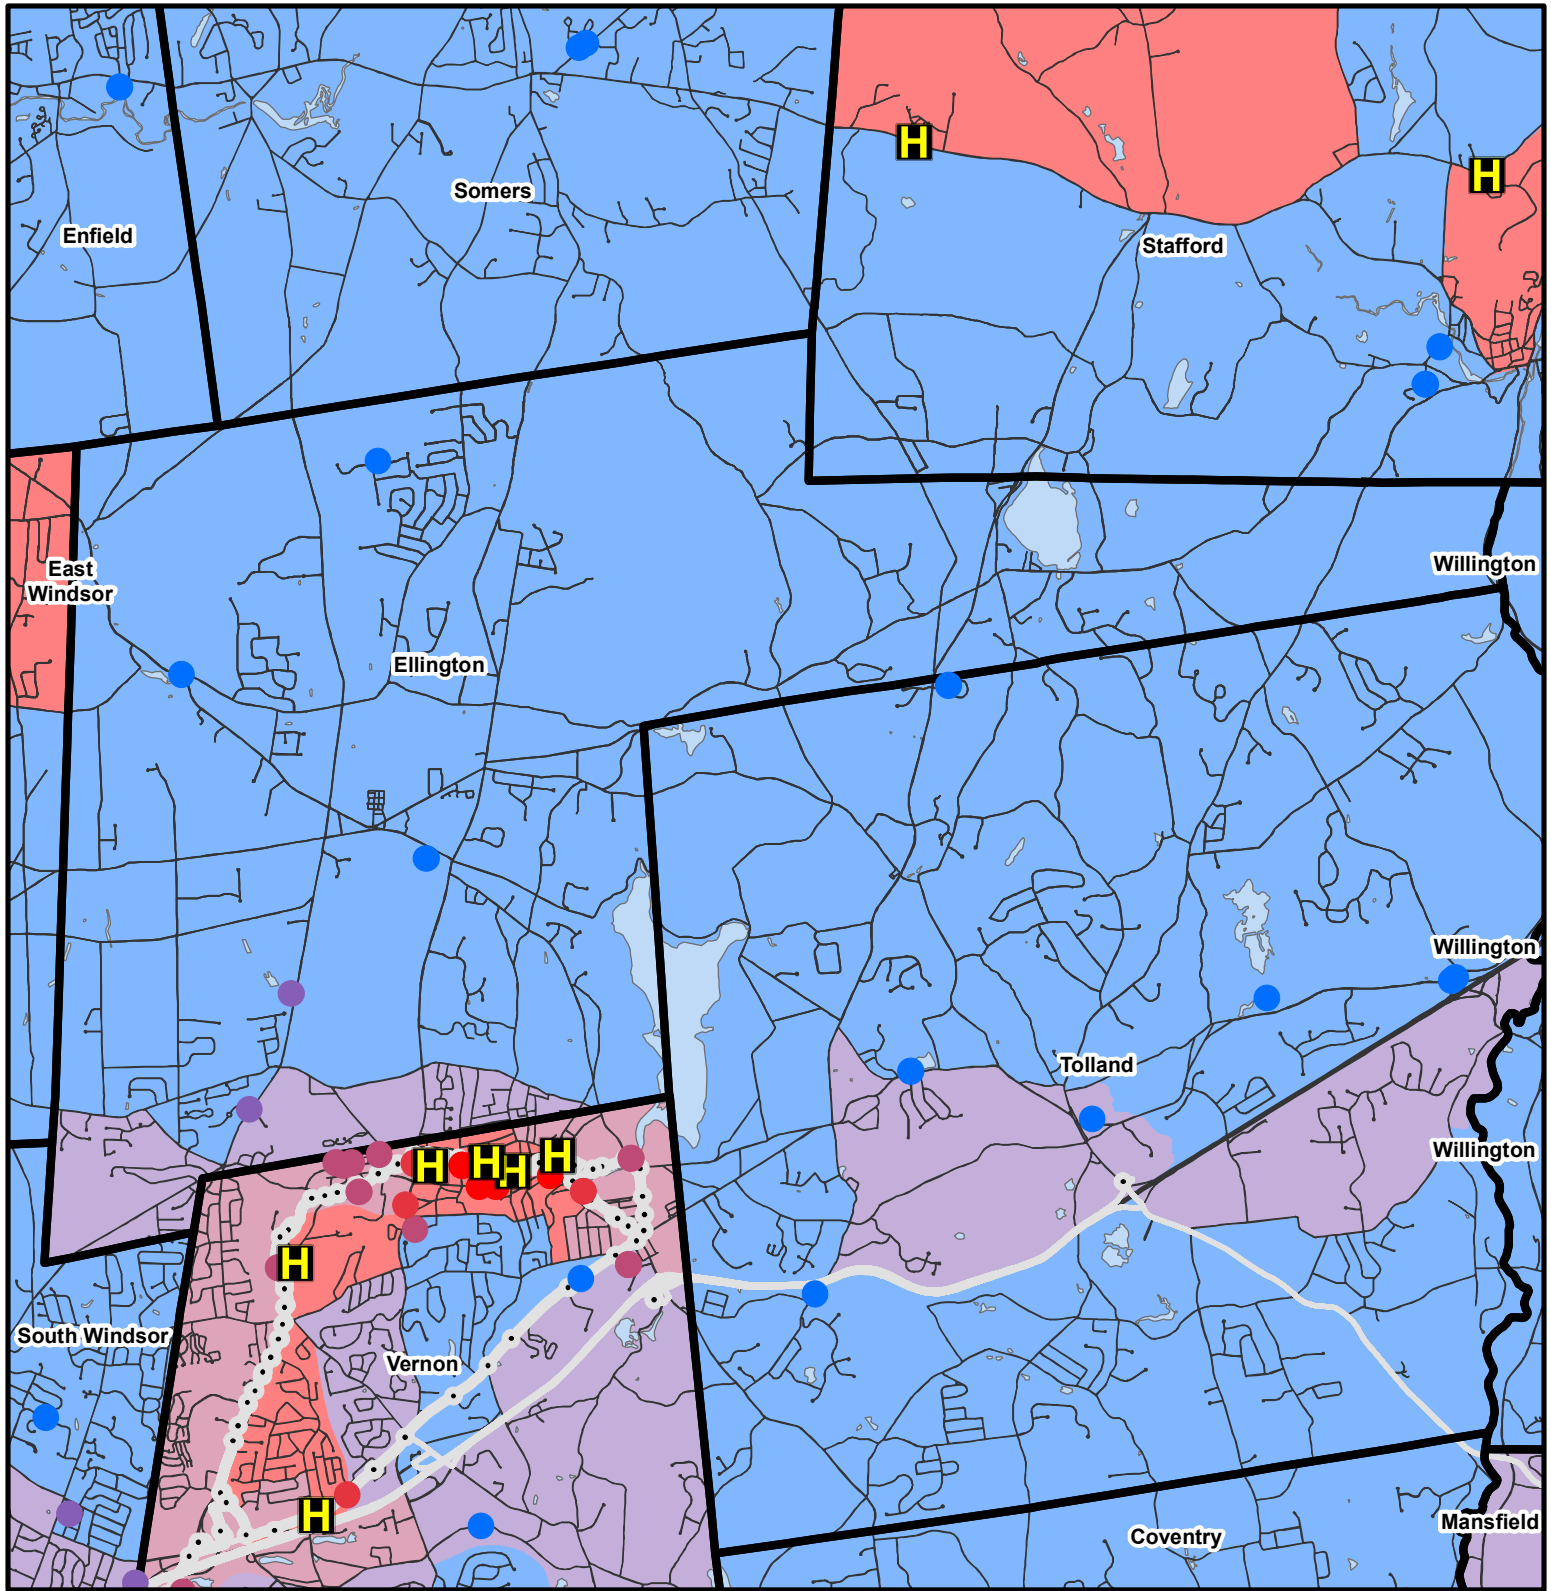 H
H
Somers
Enfield
Stafford
East
Windsor
Willington
Ellington
Willington
Tolland
Willington
H
H
H
H
H
South Windsor
Vernon
H
Mansfield
Coventry